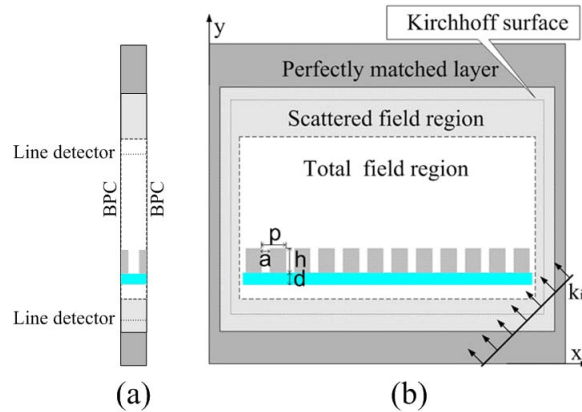 Line detector
BPC
BPC
Line detector
(a)
y
Kirchhoff surface
Perfectly matched layer
Scattered field region
Total field region
p
a
h
d
x
(b)